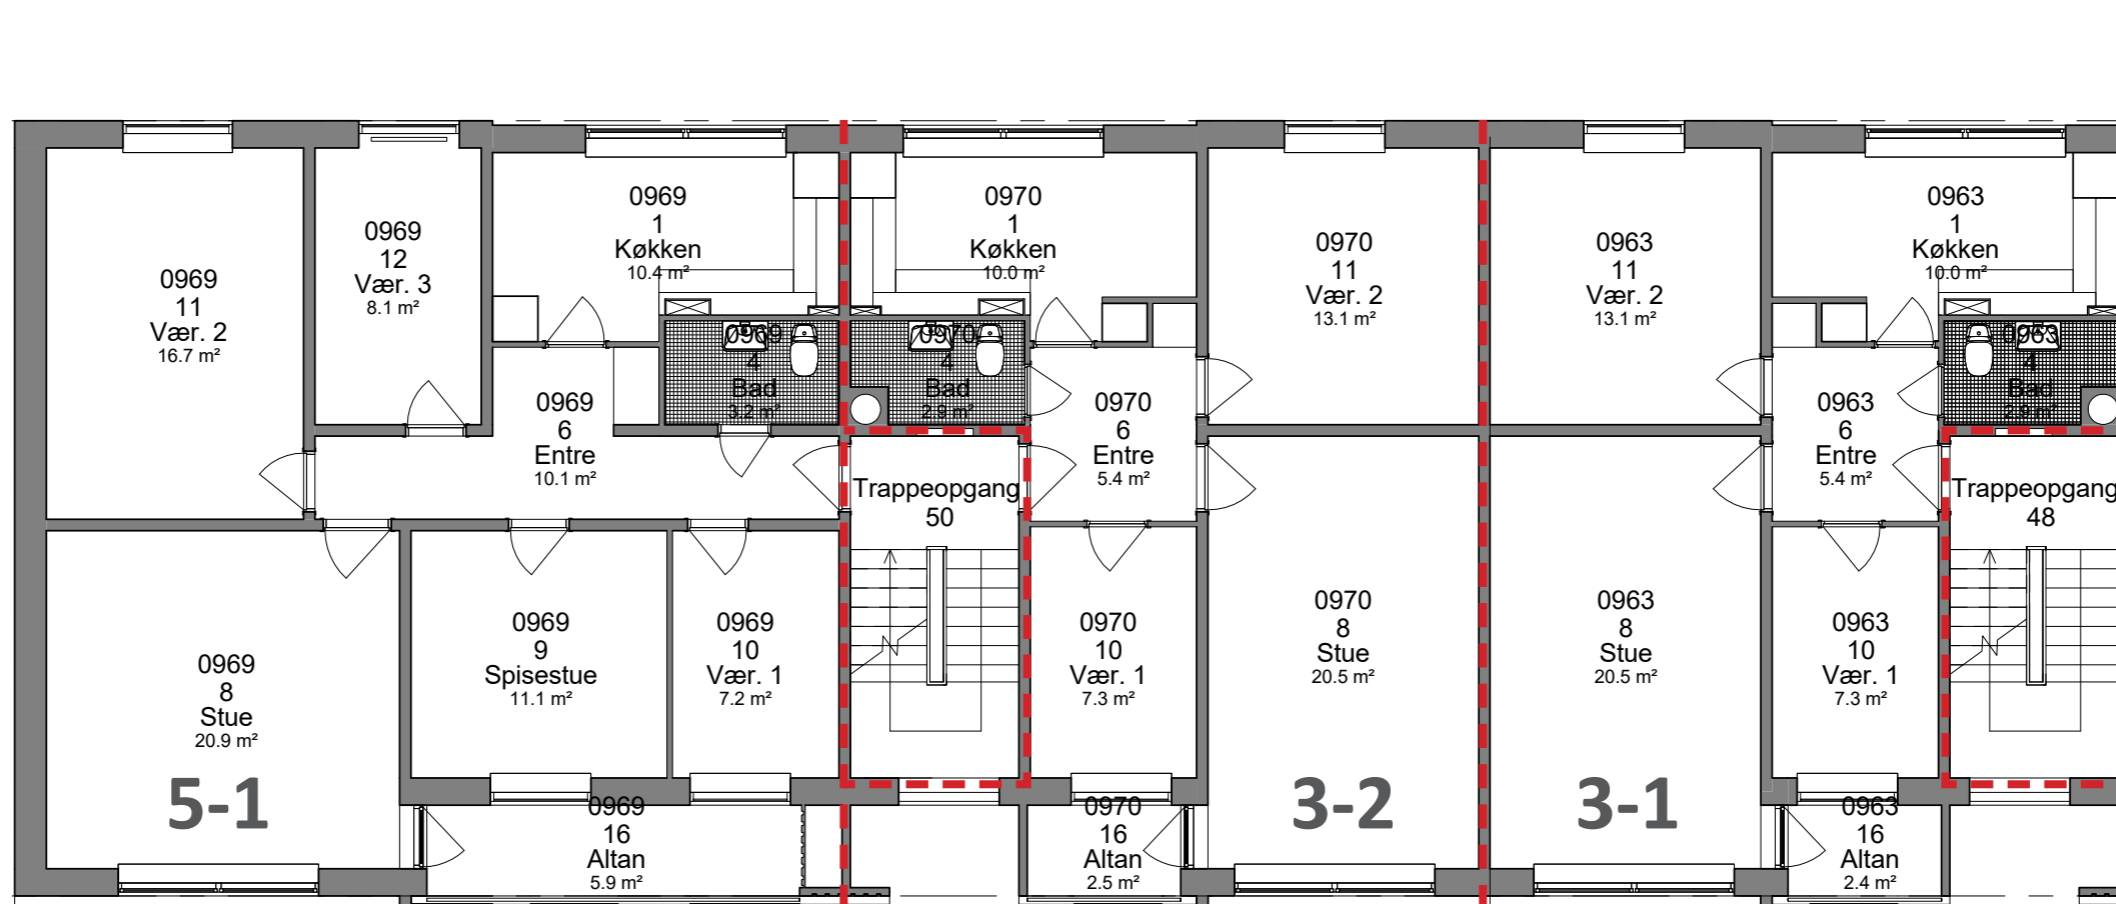 0969
11
Vær. 2
16.7 m²
0969
12
Vær. 3
8.1 m²
0969
1
Køkken
10.4 m²
0970
1
Køkken
10.0 m²
0970
11
Vær. 2
13.1 m²
0963
11
Vær. 2
13.1 m²
0963
1
Køkken
10.0 m²
0969
4
Bad
3.2 m²
0970
4
Bad
2.9 m²
0963
4
Bad
2.9 m²
0969
6
Entre
10.1 m²
0970
6
Entre
5.4 m²
0963
6
Entre
5.4 m²
Trappeopgang
50
Trappeopgang
48
0969
8
Stue
20.9 m²
5-1
0969
9
Spisestue
11.1 m²
0969
10
Vær. 1
7.2 m²
0970
10
Vær. 1
7.3 m²
0970
8
Stue
20.5 m²
3-2
0963
8
Stue
20.5 m²
3-1
0963
10
Vær. 1
7.3 m²
0969
16
Altan
5.9 m²
0970
16
Altan
2.5 m²
0963
16
Altan
2.4 m²